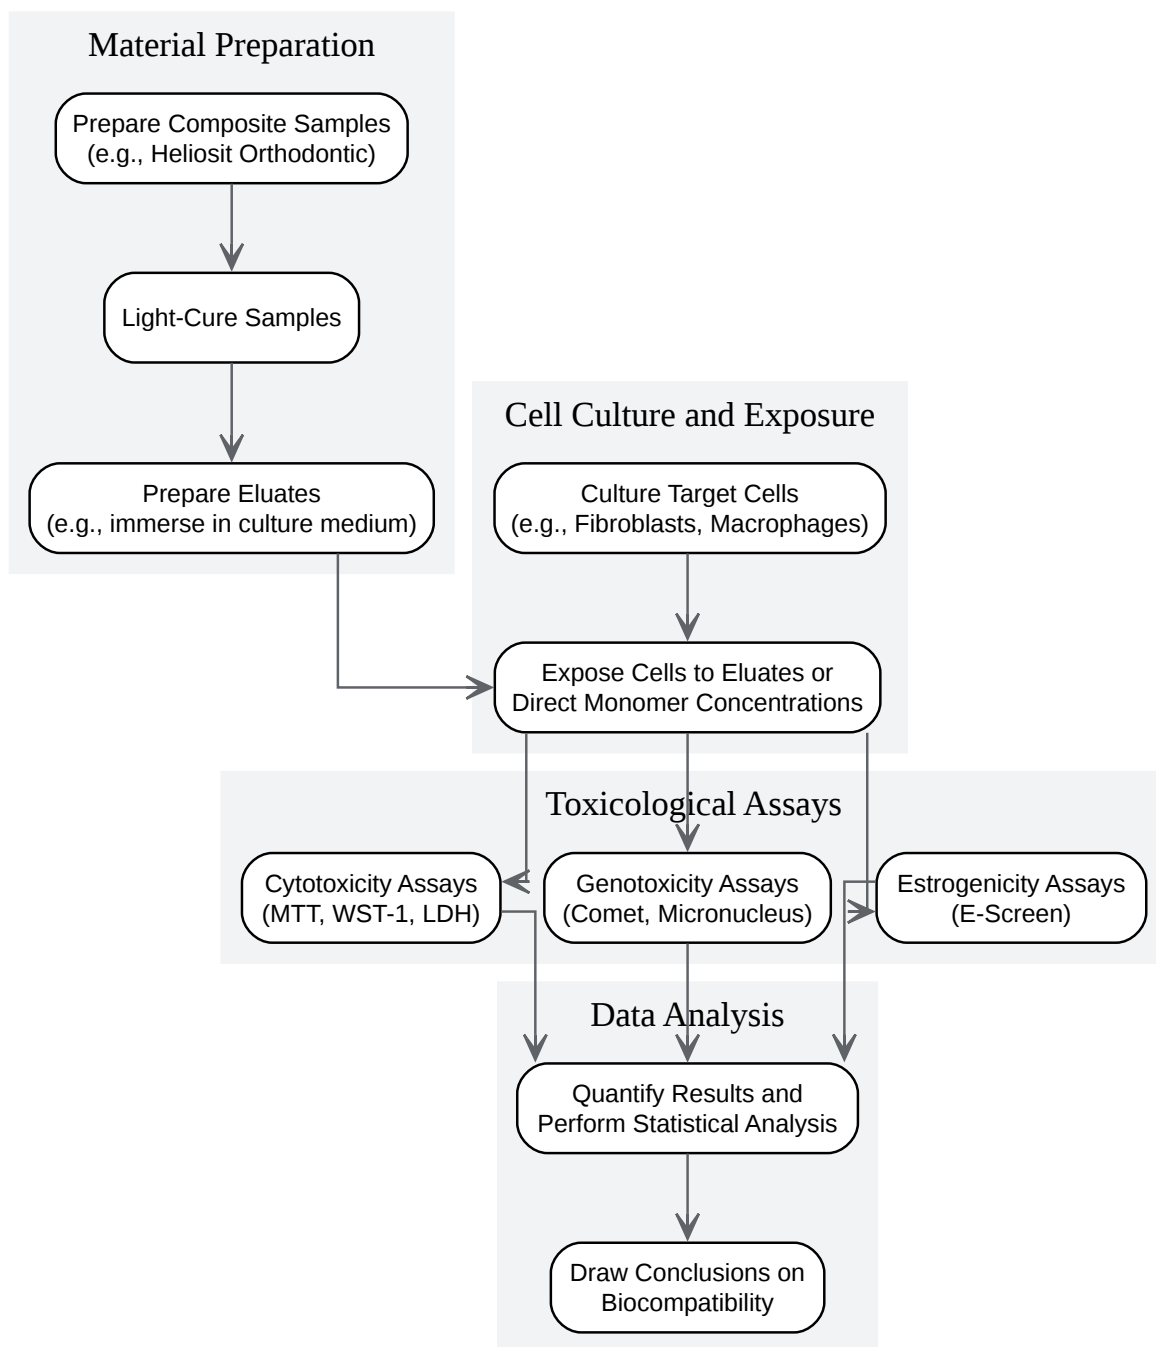 Material Preparation
Prepare Composite Samples
(e.g., Heliosit Orthodontic)
Light-Cure Samples
Prepare Eluates
(e.g., immerse in culture medium)
Cell Culture and Exposure
Culture Target Cells
(e.g., Fibroblasts, Macrophages)
Expose Cells to Eluates or
Direct Monomer Concentrations
Toxicological Assays
Cytotoxicity Assays
(MTT, WST-1, LDH)
Genotoxicity Assays
(Comet, Micronucleus)
Estrogenicity Assays
(E-Screen)
Data Analysis
Quantify Results and
Perform Statistical Analysis
Draw Conclusions on
Biocompatibility